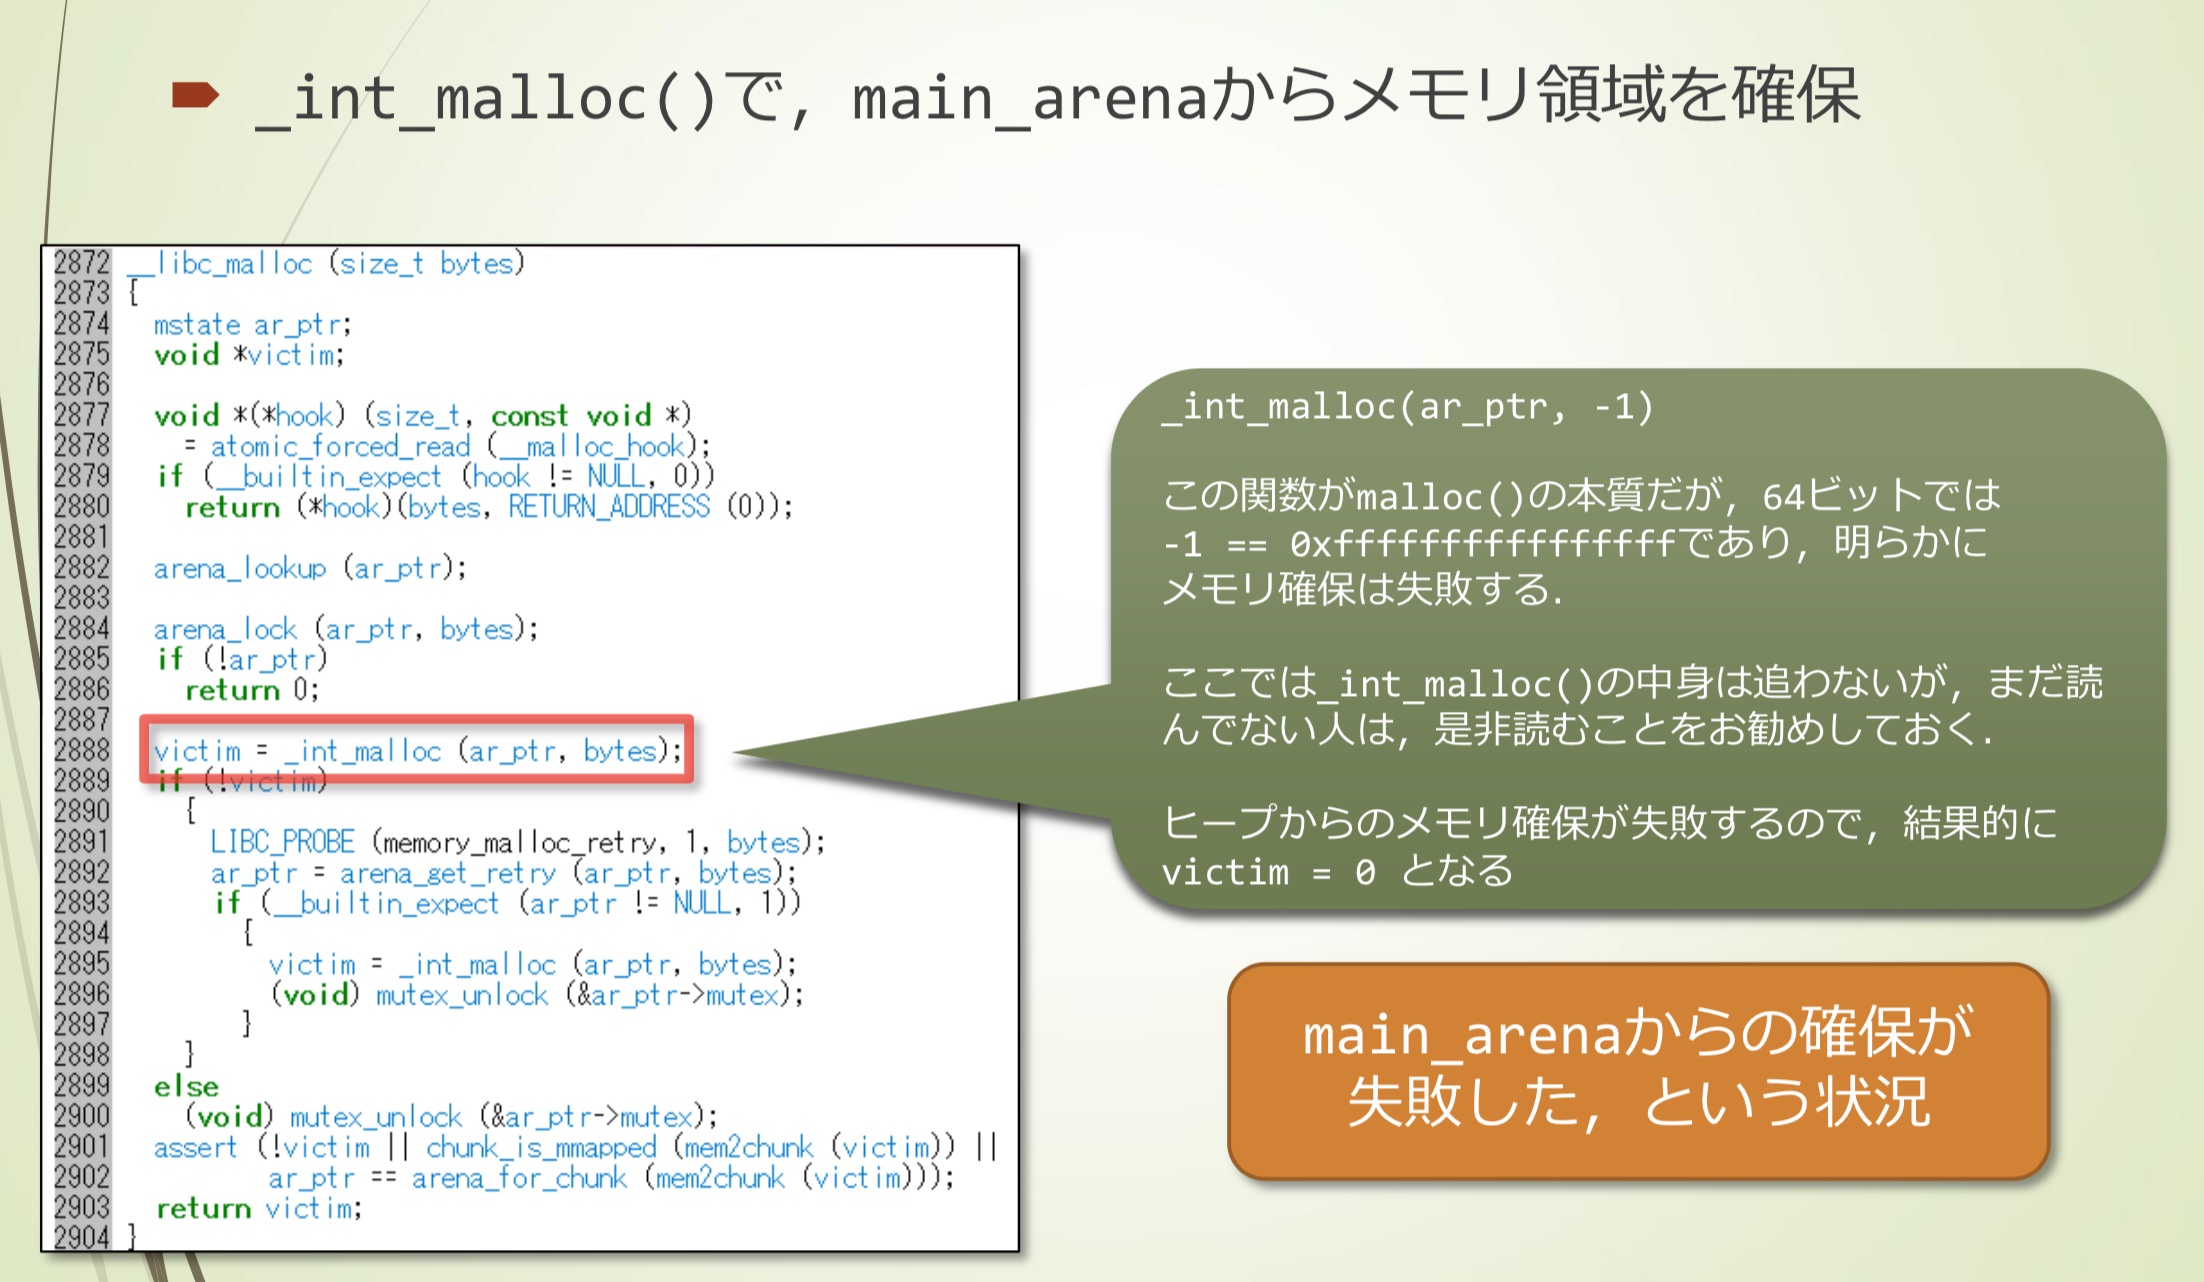 _int_malloc()で, main_arenaからメモリ領域を確保
2872 __libc_malloc (size_t bytes)
2873 {
2874 mstate ar_ptr;
2875 void *victim;
2876
2877 void *(*hook) (size_t, const void *)
2878 = atomic_forced_read (__malloc_hook);
2879 if (__builtin_expect (hook != NULL, 0))
2880 return (*hook)(bytes, RETURN_ADDRESS (0));
2881
2882 arena_lookup (ar_ptr);
2883
2884 arena_lock (ar_ptr, bytes);
2885 if (!ar_ptr)
2886 return 0;
2887
2888 victim = _int_malloc (ar_ptr, bytes);
2889 if (!victim)
2890 {
2891 LIBC_PROBE (memory_malloc_retry, 1, bytes);
2892 ar_ptr = arena_get_retry (ar_ptr, bytes);
2893 if (__builtin_expect (ar_ptr != NULL, 1))
2894 {
2895 victim = _int_malloc (ar_ptr, bytes);
2896 (void) mutex_unlock (&ar_ptr->mutex);
2897 }
2898 }
2899 else
2900 (void) mutex_unlock (&ar_ptr->mutex);
2901 assert (!victim || chunk_is_mmapped (mem2chunk (victim)) ||
2902 ar_ptr == arena_for_chunk (mem2chunk (victim)));
2903 return victim;
2904 }
_int_malloc(ar_ptr, -1)
この関数がmalloc()の本質だが, 64ビットでは
-1 == 0xffffffffffffffffであり, 明らかに
メモリ確保は失敗する.
ここでは_int_malloc()の中身は追わないが, まだ読
んでない人は, 是非読むことをお勧めしておく.
ヒープからのメモリ確保が失敗するので, 結果的に
victim = 0 となる
main_arenaからの確保が
失敗した, という状況